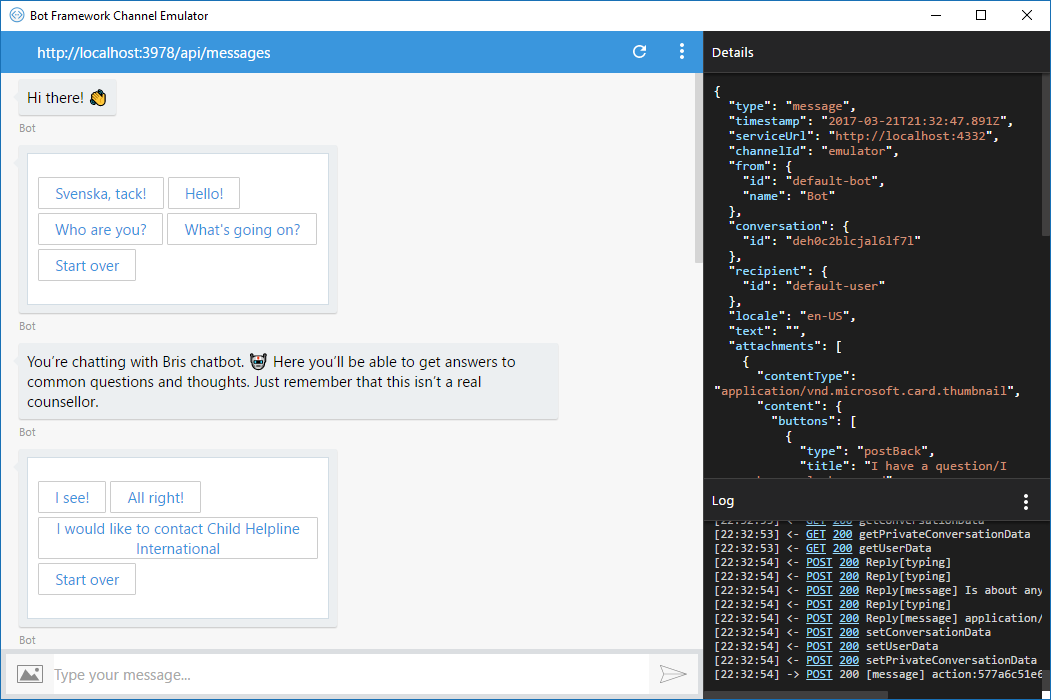 Bot Framework Channel Emulator
http://localhost:3978/api/messages
Hi there! 👏
Bot
Svenska, tack!
Hello!
Who are you?
What's going on?
Start over
Bot
You’re chatting with Bris chatbot. 🤖 Here you’ll be able to get answers to
common questions and thoughts. Just remember that this isn’t a real
counsellor.
Bot
I see!
All right!
I would like to contact Child Helpline
International
Start over
Bot
Type your message...
Details
{
"type": "message",
"timestamp": "2017-03-21T21:32:47.891Z",
"serviceUrl": "http://localhost:4332",
"channelId": "emulator",
"from": {
"id": "default-bot",
"name": "Bot"
},
"conversation": {
"id": "deh0c2blcjal6lf7l"
},
"recipient": {
"id": "default-user"
},
"locale": "en-US",
"text": "",
"attachments": [
{
"contentType":
"application/vnd.microsoft.card.thumbnail",
"content": {
"buttons": [
{
"type": "postBack",
"title": "I have a question/I
Log
[22:32:53] <- GET 200 getConversationData
[22:32:53] <- GET 200 getPrivateConversationData
[22:32:53] <- GET 200 getUserData
[22:32:54] <- POST 200 Reply[typing]
[22:32:54] <- POST 200 Reply[typing]
[22:32:54] <- POST 200 Reply[message] Is about any
[22:32:54] <- POST 200 Reply[typing]
[22:32:54] <- POST 200 Reply[message] application/
[22:32:54] <- POST 200 setConversationData
[22:32:54] <- POST 200 setUserData
[22:32:54] <- POST 200 setPrivateConversationData
[22:32:54] -> POST 200 [message] action:577a6c51e6